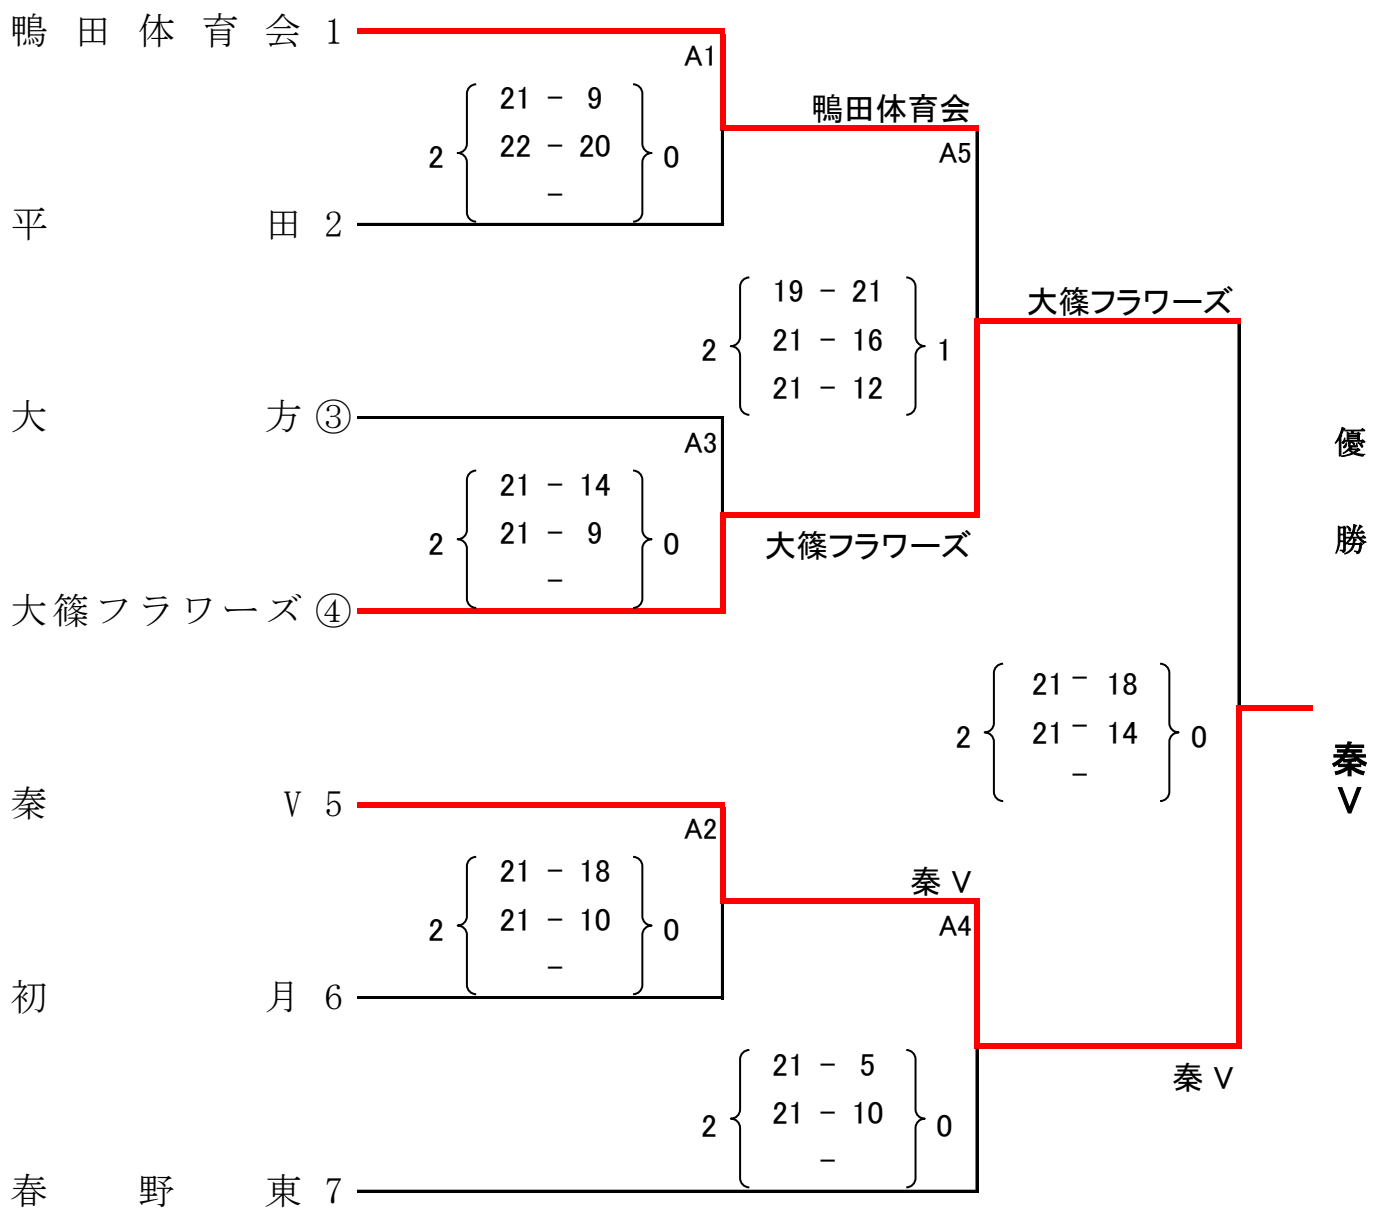 鴨田体育会 1
A1
21 - 9
鴨田体育会
2 22 - 20 0
A5
-
平田 2
19 - 21
大篠フラワーズ
2 21 - 16 1
21 - 12
大方 ③
A3
優勝
21 - 14
2 21 - 9 0
大篠フラワーズ
-
大篠フラワーズ ④
21 - 18
2 21 - 14 0
-
秦V
秦V 5
A2
21 - 18
秦V
2 21 - 10 0
A4
-
初月 6
21 - 5
秦V
2 21 - 10 0
-
春野東 7